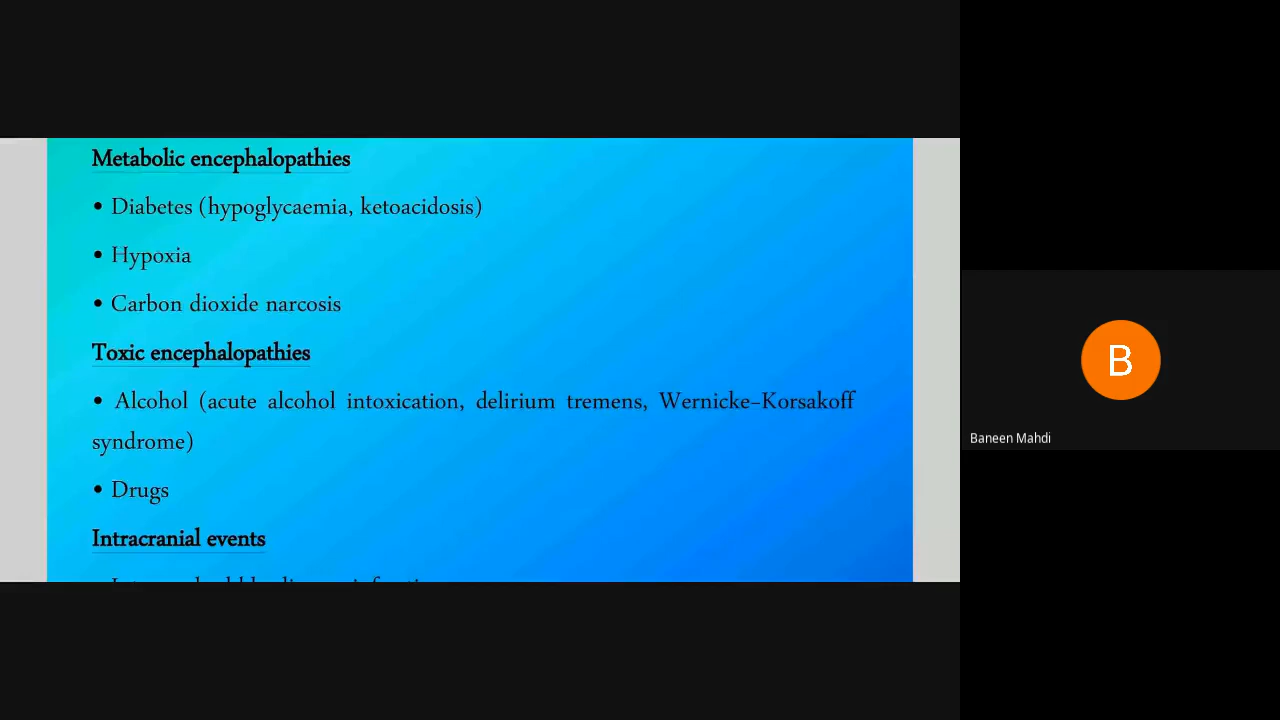 Metabolic encephalopathies
• Diabetes (hypoglycaemia, ketoacidosis)
• Hypoxia
• Carbon dioxide narcosis
Toxic encephalopathies
• Alcohol (acute alcohol intoxication, delirium tremens, Wernicke–Korsakoff
syndrome)
• Drugs
Intracranial events
B
Baneen Mahdi